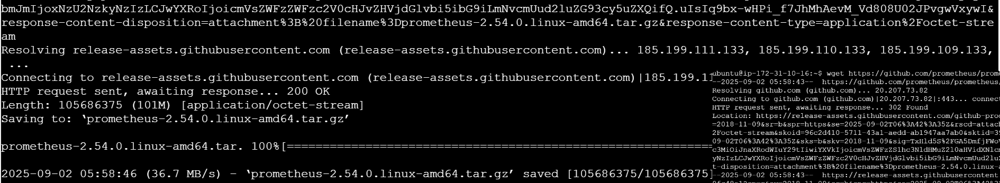 bmJmIjoxNzU2NzkyNzIzLCJwYXRoIjoicmVsZWFzZWFzc2V0cHJvZHVjdGlvbi5ibG9iLmNvcmUud2luZG93cy5uZXQifQ.uIsIq9bx-wHPi_f7JhMhAevM_Vd808U02JPvgwVxywI&
response-content-disposition=attachment%3B%20filename%3Dprometheus-2.54.0.linux-amd64.tar.gz&response-content-type=application%2Foctet-stre
am
Resolving release-assets.githubusercontent.com (release-assets.githubusercontent.com)... 185.199.111.133, 185.199.110.133, 185.199.109.133,
 ...
Connecting to release-assets.githubusercontent.com (release-assets.githubusercontent.com)|185.199.11
HTTP request sent, awaiting response... 200 OK
Length: 105686375 (101M) [application/octet-stream]
Saving to: ‘prometheus-2.54.0.linux-amd64.tar.gz’
prometheus-2.54.0.linux-amd64.tar. 100%[============================================================
2025-09-02 05:58:46 (36.7 MB/s) - ‘prometheus-2.54.0.linux-amd64.tar.gz’ saved [105686375/105686375]
ubuntu@ip-172-31-10-16:~$ wget https://github.com/prometheus/prome
--2025-09-02 05:58:43--  https://github.com/prometheus/prometheus/
Resolving github.com (github.com)... 20.207.73.82
Connecting to github.com (github.com)|20.207.73.82|:443... connect
HTTP request sent, awaiting response... 302 Found
Location: https://release-assets.githubusercontent.com/github-prod
=2018-11-09&sr=b&spr=https&se=2025-09-02T06%3A42%3A35Z&rscd=attach
2Foctet-stream&skoid=96c2d410-5711-43a1-aedd-ab1947aa7ab0&sktid=39
09-02T06%3A42%3A35Z&sks=b&skv=2018-11-09&sig=TxHld5S%2FGA5DmfjFWoV
c3MiOiJnaXRodWIuY29tIiwiYXVkIjoicmVsZWFzZS1hc3NldHMuZ2l0aHVidXNlcm
yNzIzLCJwYXRoIjoicmVsZWFzZWFzc2V0cHJvZHVjdGlvbi5ibG9iLmNvcmUud2lu
t-disposition=attachment%3B%20filename%3Dprometheus-2.54.0.linux-a
--2025-09-02 05:58:43--  https://release-assets.githubusercontent